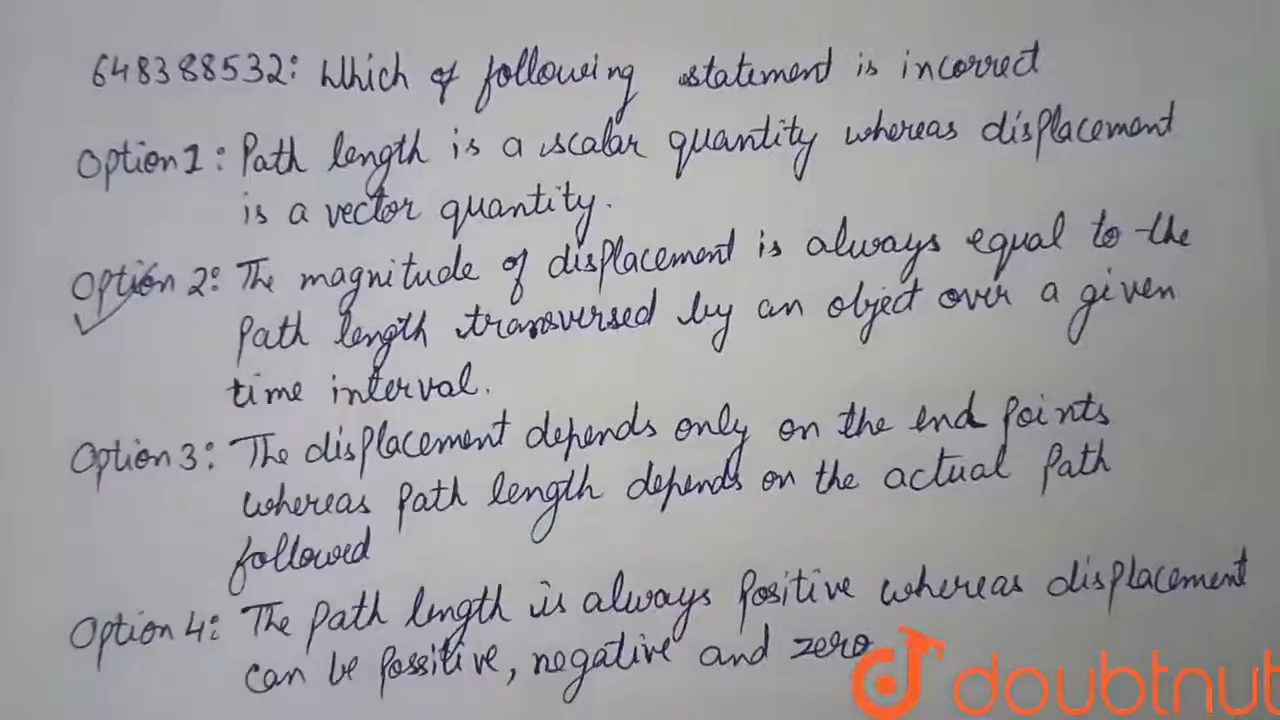 648388532: Which of following statement is incorrect
Option 1: Path length is a scalar quantity whereas displacement
is a vector quantity.
Option 2: The magnitude of displacement is always equal to the
Path length transversed by an object over a given
time interval.
Option 3: The displacement depends only on the end points
whereas Path length depends on the actual Path
followed
Option 4: The path length is always Positive whereas displacement
can be possitive, negative and zero
doubtnut